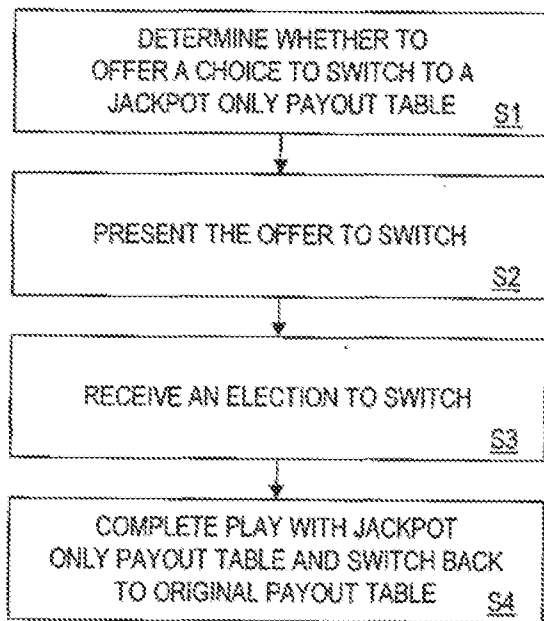 DETERMINE WHETHER TO
OFFER A CHOICE TO SWITCH TO A
JACKPOT ONLY PAYOUT TABLE
S1
PRESENT THE OFFER TO SWITCH
S2
RECEIVE AN ELECTION TO SWITCH
S3
COMPLETE PLAY WITH JACKPOT
ONLY PAYOUT TABLE AND SWITCH BACK
TO ORIGINAL PAYOUT TABLE
S4